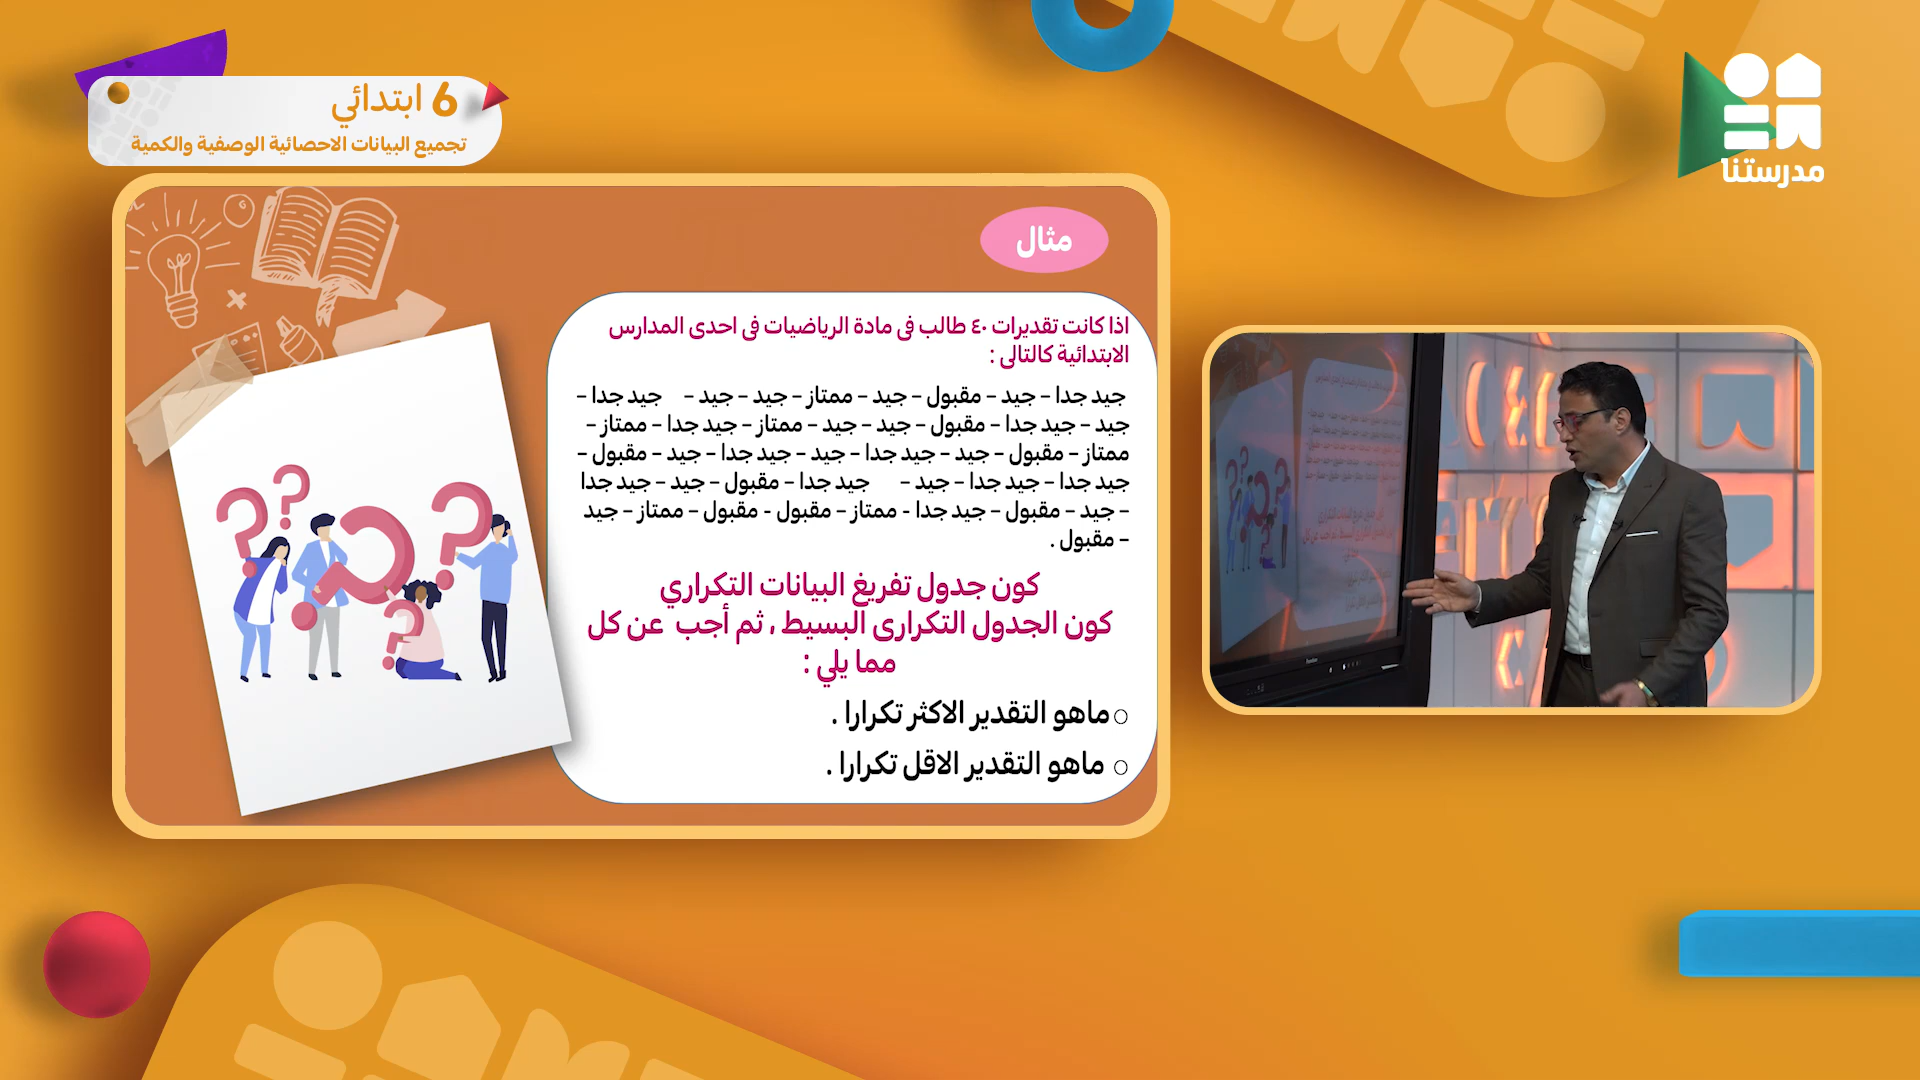 6 ابتدائي
تجميع البيانات الاحصائية الوصفية والكمية
مدرستنا
مثال
اذا كانت تقديرات ٤٠ طالب فى مادة الرياضيات فى احدى المدارس
الابتدائية كالتالى :
جيد جدا – جيد – مقبول – جيد – ممتاز – جيد – جيد – جيد جدا –
جيد – جيد جدا – مقبول – جيد – جيد – ممتاز – جيد جدا – ممتاز –
ممتاز – مقبول – جيد – جيد جدا – جيد – جيد جدا – جيد – مقبول –
جيد جدا – جيد جدا – جيد – جيد جدا – مقبول – جيد – جيد جدا
– جيد – مقبول – جيد جدا - ممتاز – مقبول - مقبول – ممتاز – جيد
– مقبول .
كون جدول تفريغ البيانات التكراري
كون الجدول التكرارى البسيط ، ثم أجب عن كل
مما يلي :
○ ماهو التقدير الاكثر تكرارا .
○ ماهو التقدير الاقل تكرارا .